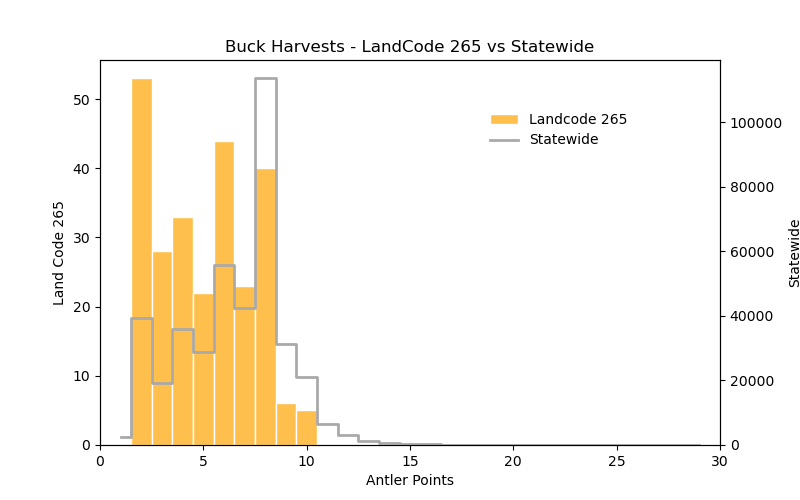 Buck Harvests - LandCode 265 vs Statewide
Landcode 265
Statewide
Land Code 265
50
40
30
20
10
0
100000
80000
60000
40000
20000
0
Statewide
0 5 10 15 20 25 30
Antler Points